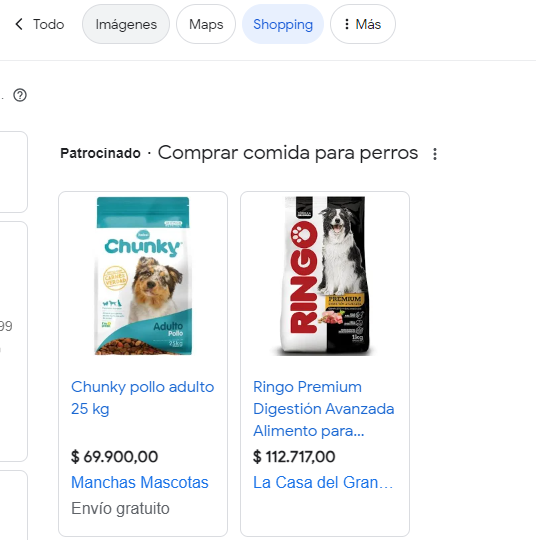 Todo
Imágenes
Maps
Shopping
Más
Patrocinado · Comprar comida para perros
Chunky
Adulto
Pollo
RINGO
PREMIUM
Chunky pollo adulto
25 kg
$ 69.900,00
Manchas Mascotas
Envío gratuito
Ringo Premium
Digestión Avanzada
Alimento para...
$ 112.717,00
La Casa del Gran...
99